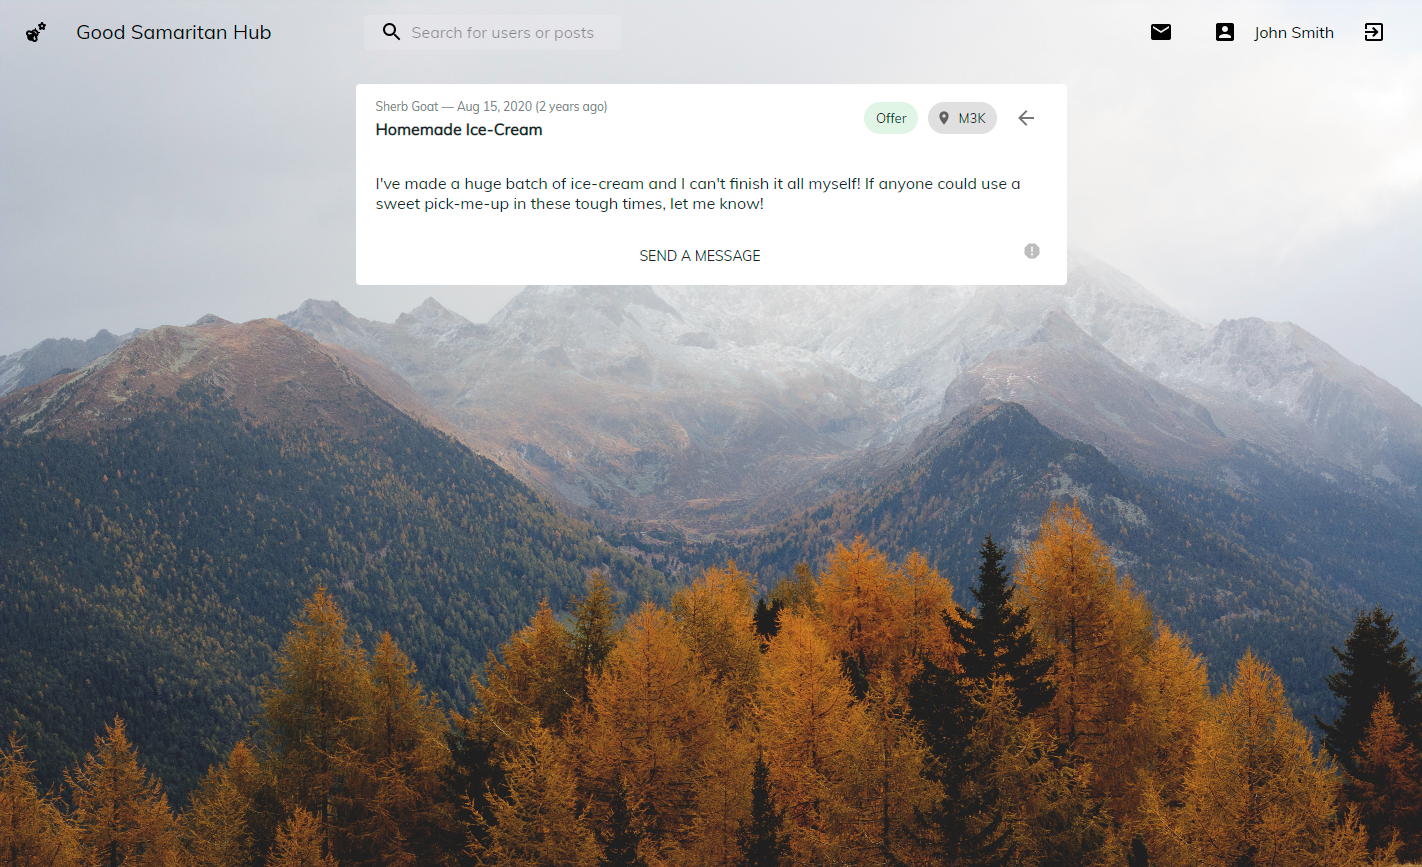 Good Samaritan Hub
Search for users or posts
John Smith
Sherb Goat — Aug 15, 2020 (2 years ago)
Homemade Ice-Cream
Offer
M3K
I've made a huge batch of ice-cream and I can't finish it all myself! If anyone could use a
sweet pick-me-up in these tough times, let me know!
SEND A MESSAGE